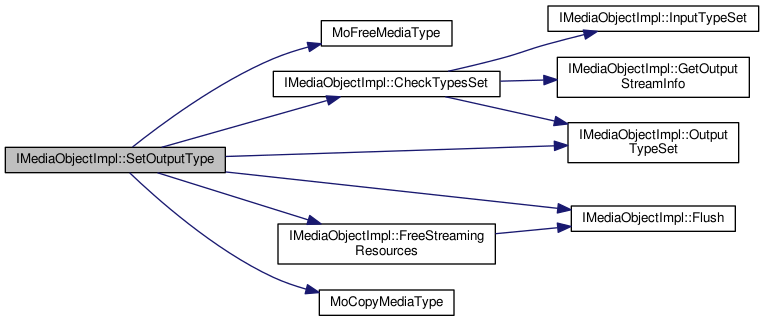 IMediaObjectImpl::SetOutputType
MoFreeMediaType
IMediaObjectImpl::CheckTypesSet
IMediaObjectImpl::InputTypeSet
IMediaObjectImpl::GetOutput
StreamInfo
IMediaObjectImpl::Output
TypeSet
IMediaObjectImpl::Flush
IMediaObjectImpl::FreeStreaming
Resources
MoCopyMediaType